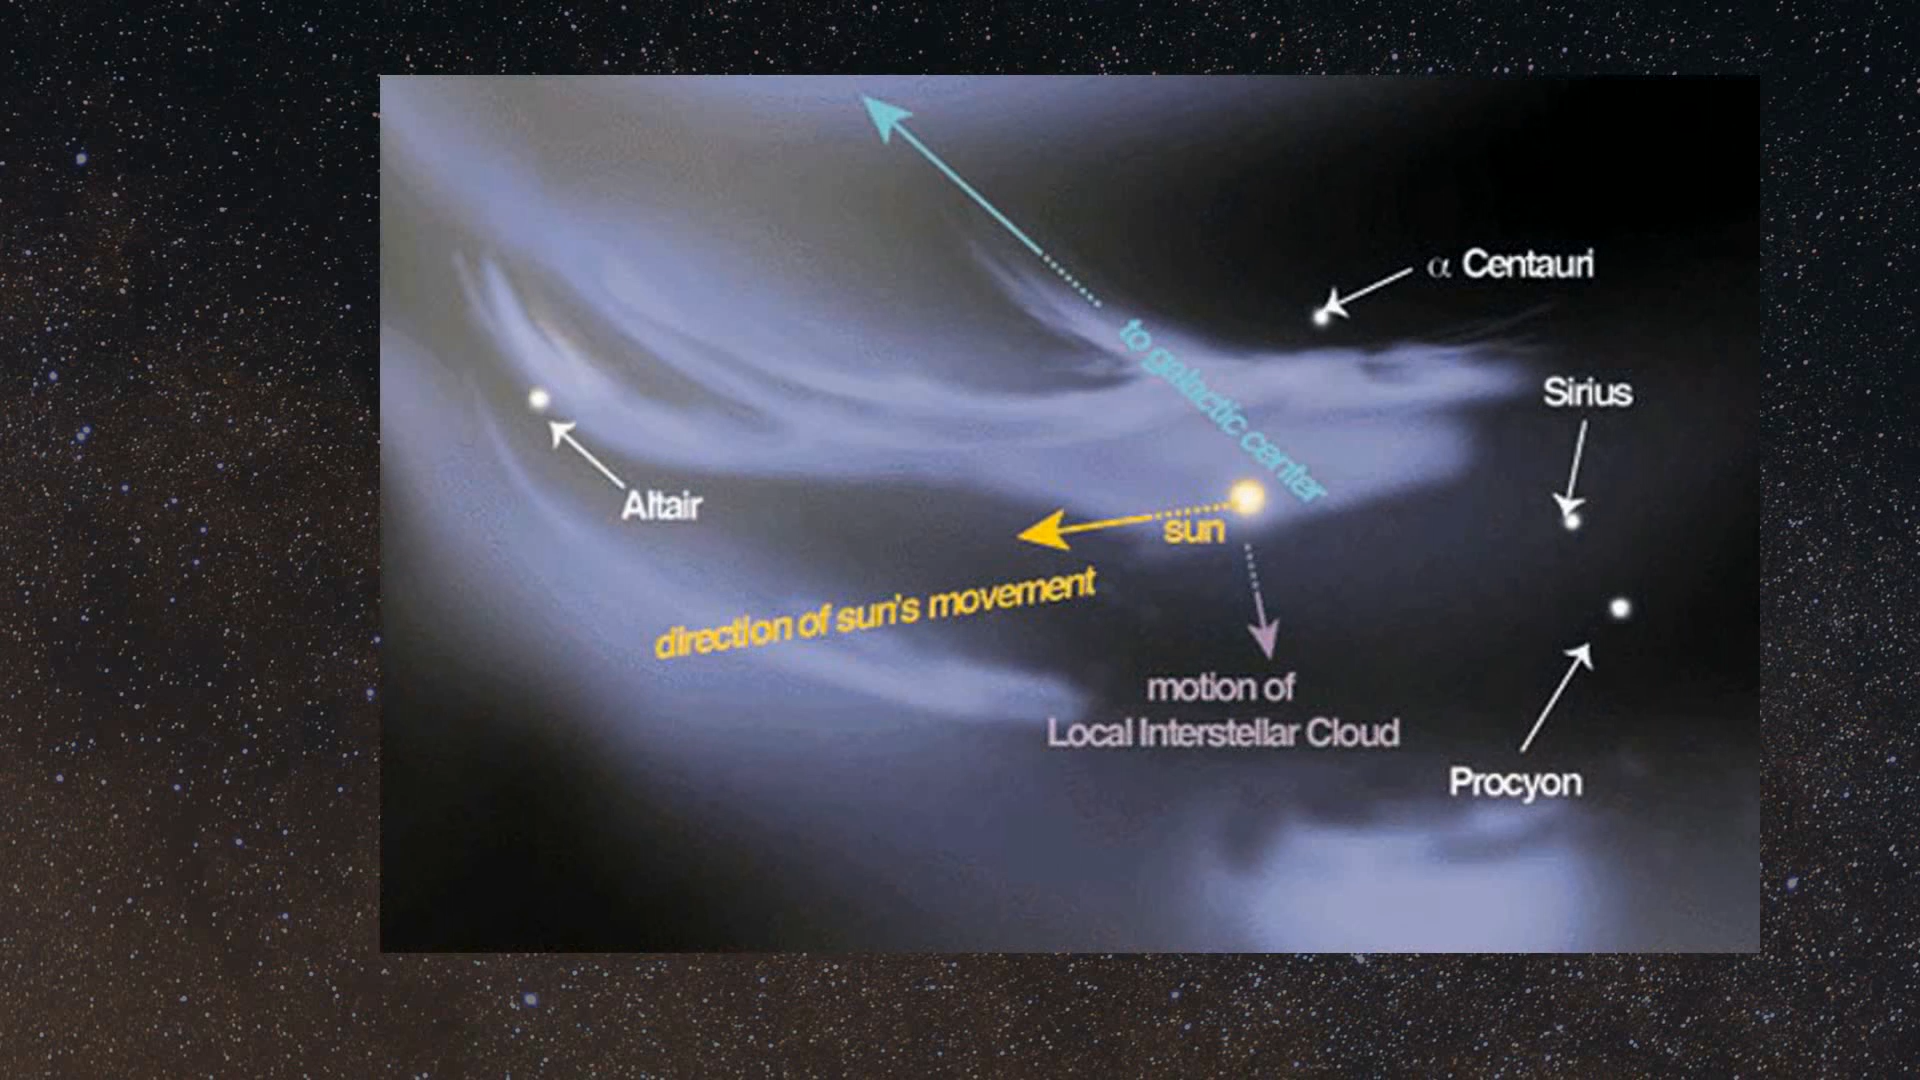 to galactic center
α Centauri
Sirius
Altair
sun
direction of sun's movement
motion of
Local Interstellar Cloud
Procyon